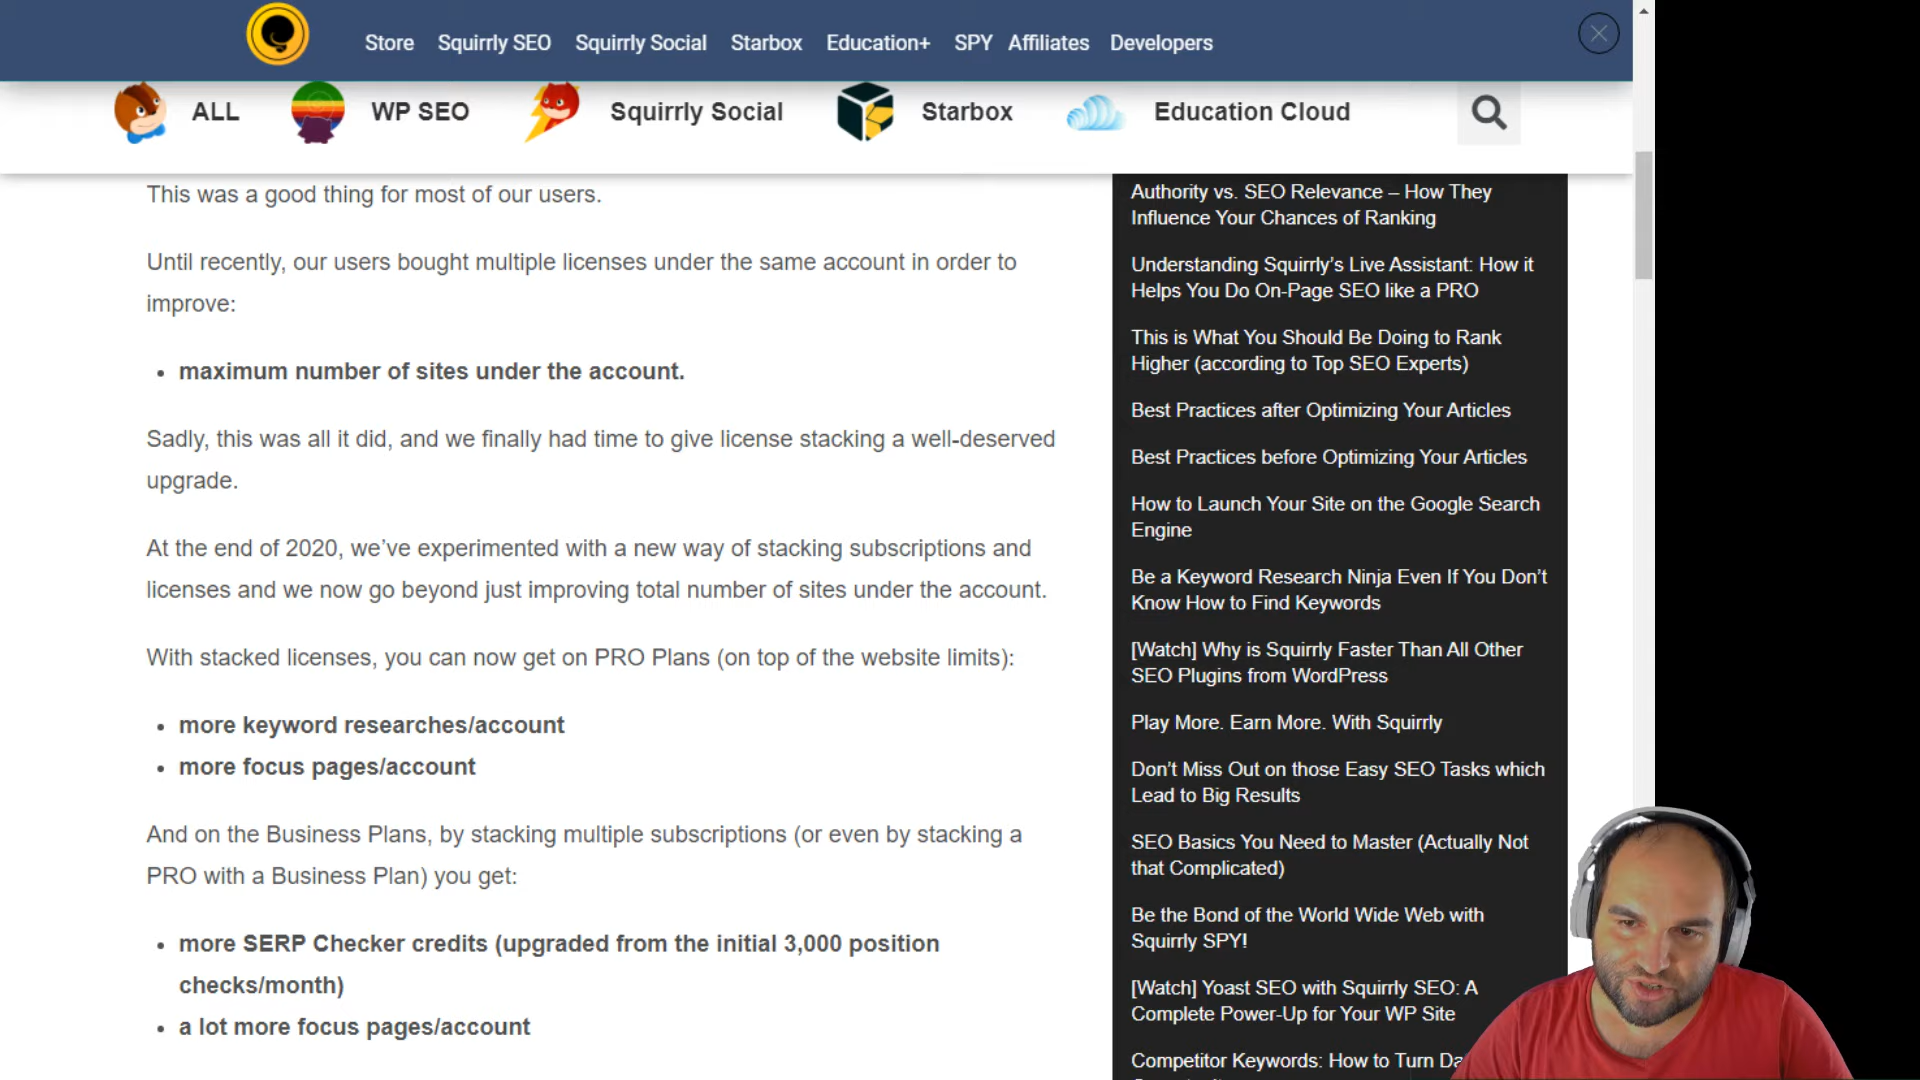 Store Squirrly SEO Squirrly Social Starbox Education+ SPY Affiliates Developers
ALL WP SEO Squirrly Social Starbox Education Cloud
This was a good thing for most of our users.
Until recently, our users bought multiple licenses under the same account in order to
improve:
• maximum number of sites under the account.
Sadly, this was all it did, and we finally had time to give license stacking a well-deserved
upgrade.
At the end of 2020, we’ve experimented with a new way of stacking subscriptions and
licenses and we now go beyond just improving total number of sites under the account.
With stacked licenses, you can now get on PRO Plans (on top of the website limits):
• more keyword researches/account
• more focus pages/account
And on the Business Plans, by stacking multiple subscriptions (or even by stacking a
PRO with a Business Plan) you get:
• more SERP Checker credits (upgraded from the initial 3,000 position
checks/month)
• a lot more focus pages/account
Authority vs. SEO Relevance – How They
Influence Your Chances of Ranking
Understanding Squirrly’s Live Assistant: How it
Helps You Do On-Page SEO like a PRO
This is What You Should Be Doing to Rank
Higher (according to Top SEO Experts)
Best Practices after Optimizing Your Articles
Best Practices before Optimizing Your Articles
How to Launch Your Site on the Google Search
Engine
Be a Keyword Research Ninja Even If You Don’t
Know How to Find Keywords
[Watch] Why is Squirrly Faster Than All Other
SEO Plugins from WordPress
Play More. Earn More. With Squirrly
Don’t Miss Out on those Easy SEO Tasks which
Lead to Big Results
SEO Basics You Need to Master (Actually Not
that Complicated)
Be the Bond of the World Wide Web with
Squirrly SPY!
[Watch] Yoast SEO with Squirrly SEO: A
Complete Power-Up for Your WP Site
Competitor Keywords: How to Turn